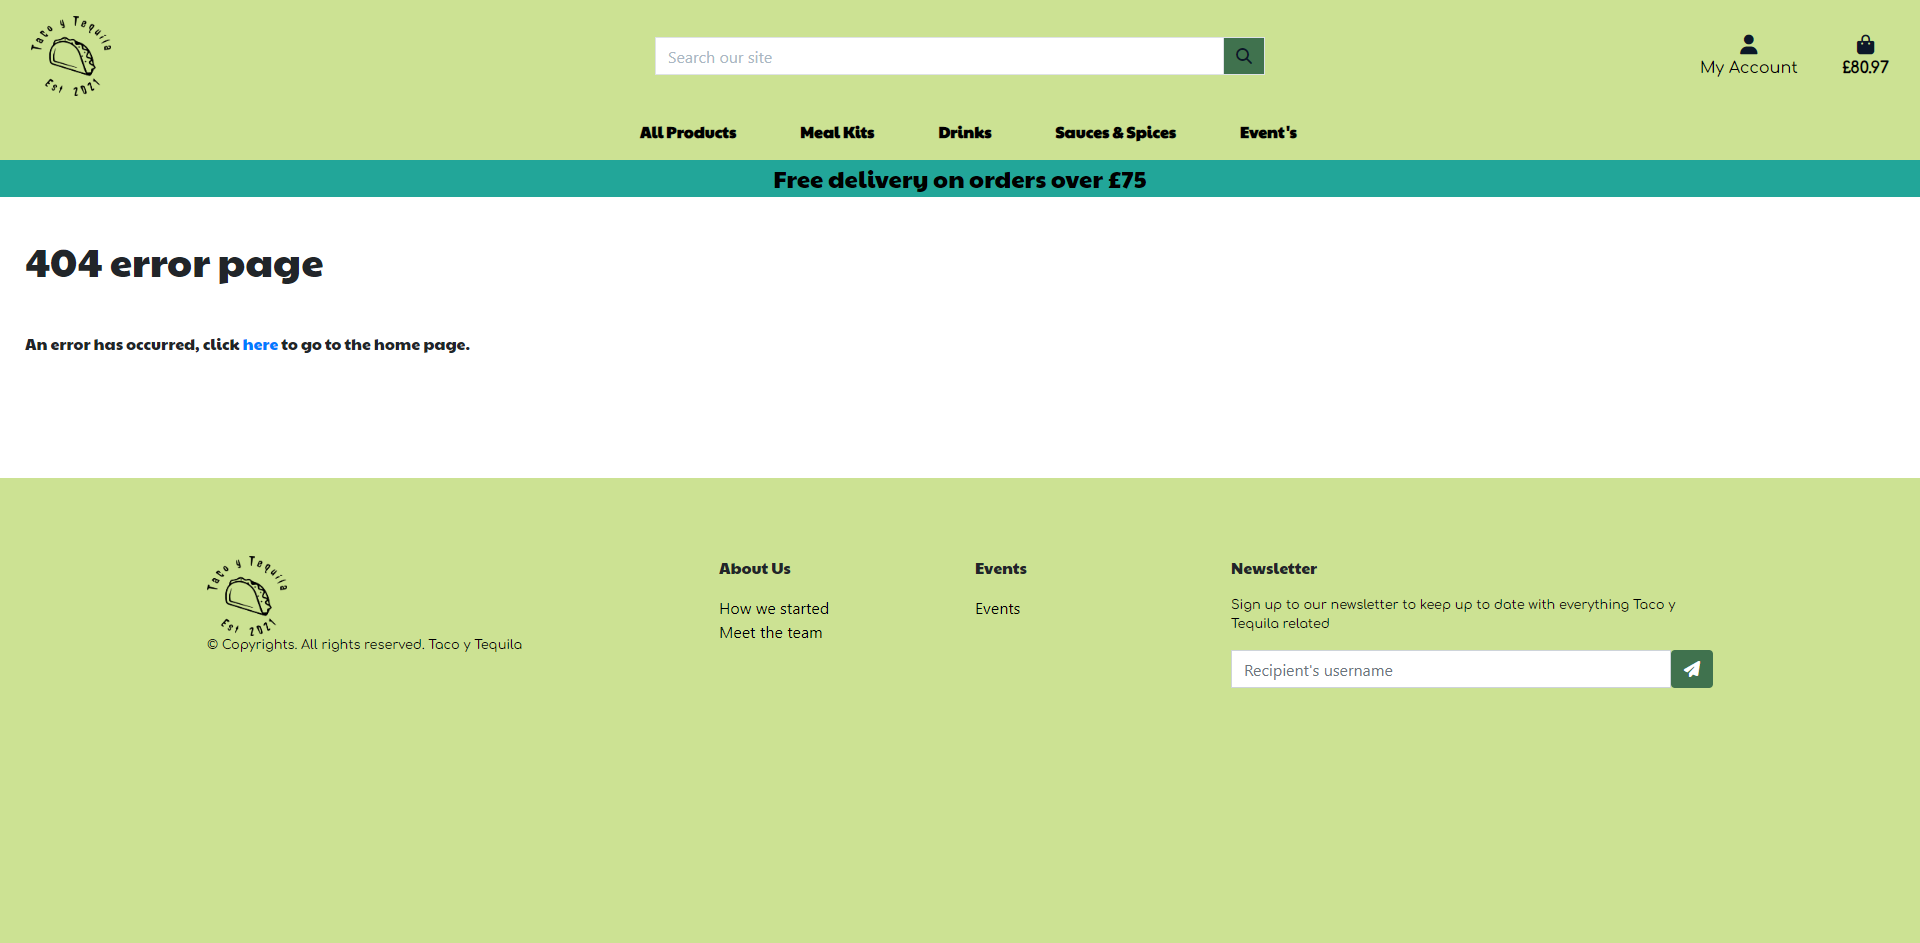 Taco y Tequila
Est 2021
Search our site
My Account
£80.97
All Products
Meal Kits
Drinks
Sauces & Spices
Event's
Free delivery on orders over £75
404 error page
An error has occurred, click here to go to the home page.
Taco y Tequila
Est 2021
© Copyrights. All rights reserved. Taco y Tequila
About Us
How we started
Meet the team
Events
Events
Newsletter
Sign up to our newsletter to keep up to date with everything Taco y
Tequila related
Recipient's username